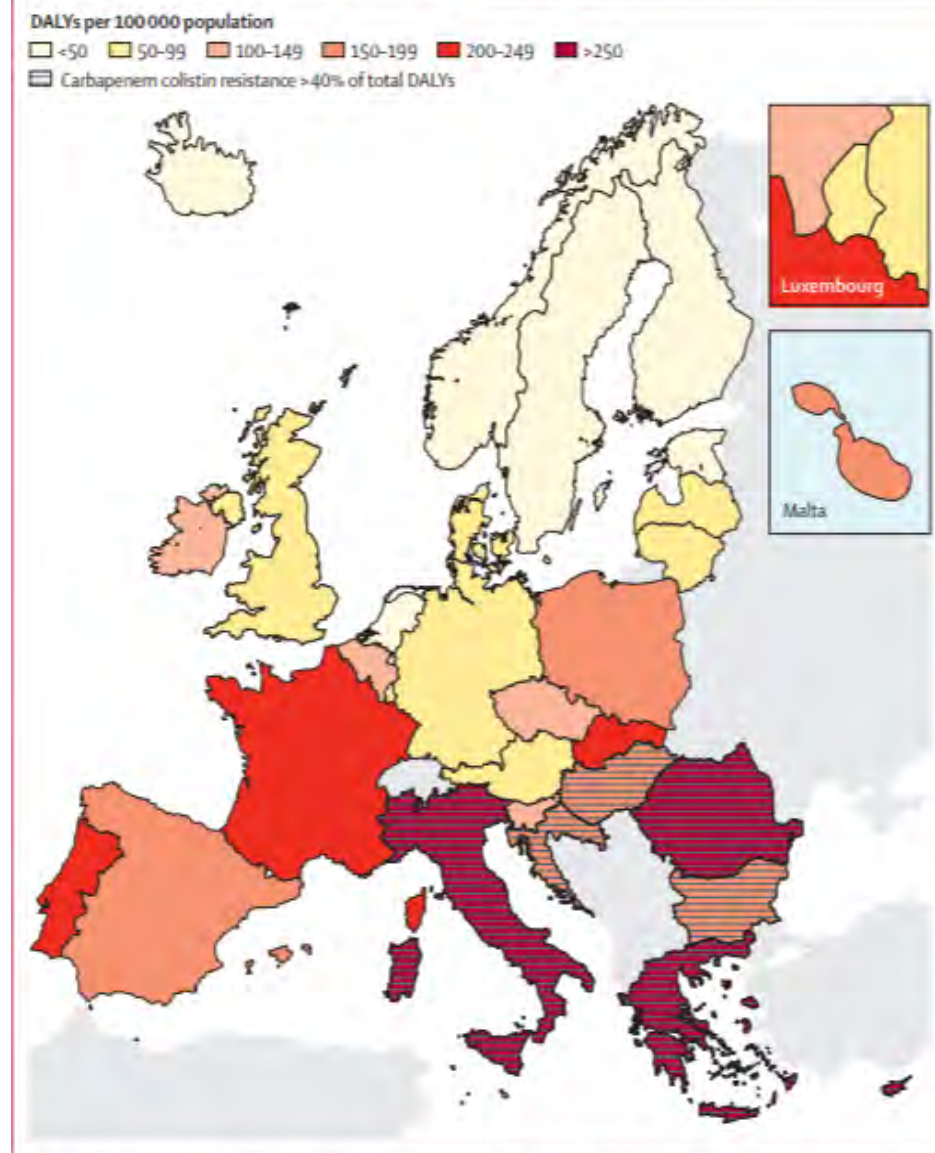 DALYs per 100 000 population
<50 50–99 100–149 150–199 200–249 >250
Carbapenem colistin resistance >40% of total DALYs
Luxembourg
Malta